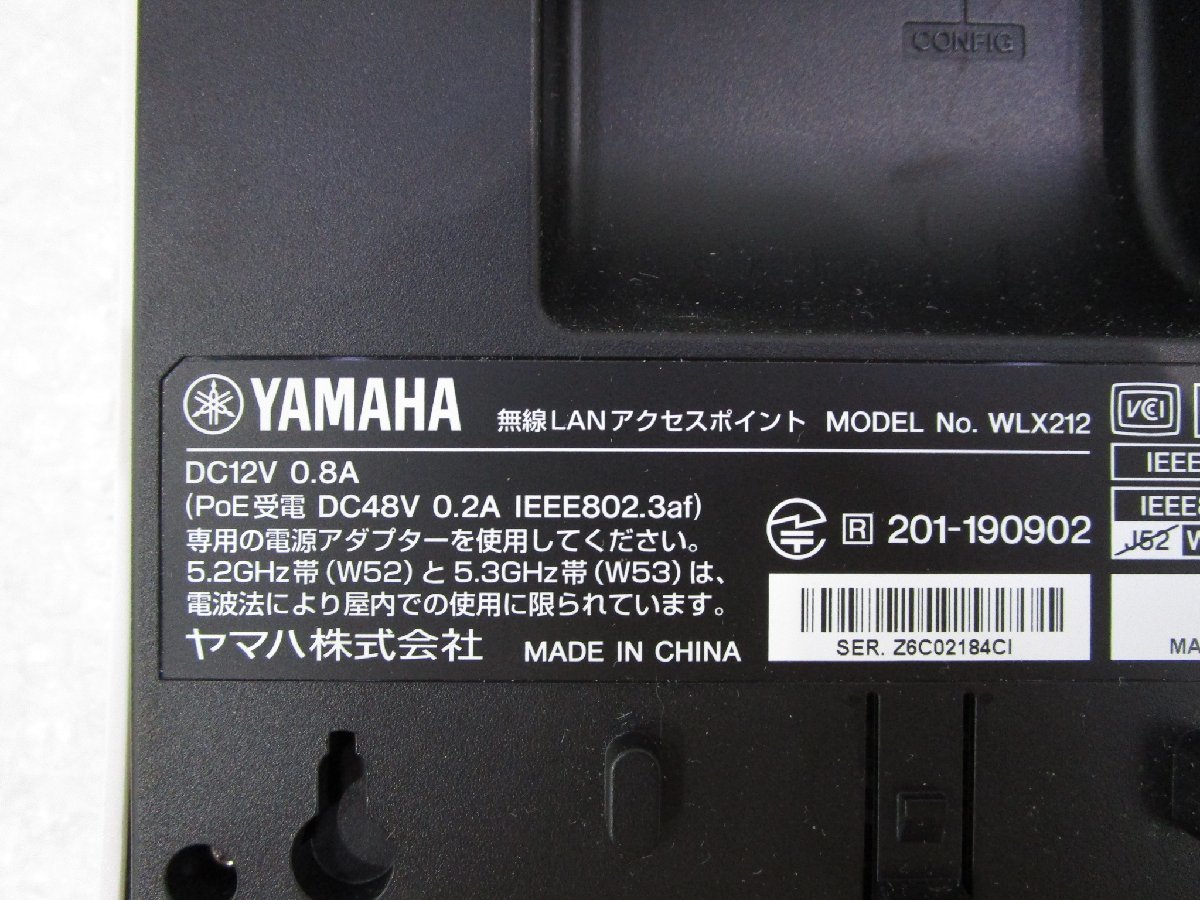 CONFIG
YAMAHA 無線LANアクセスポイント MODEL No. WLX212
DC12V 0.8A
(PoE受電 DC48V 0.2A IEEE802.3af)
専用の電源アダプターを使用してください。
5.2GHz帯(W52)と5.3GHz帯(W53)は、
電波法により屋内での使用に限られています。
ヤマハ株式会社 MADE IN CHINA
R 201-190902
SER. Z6C02184CI
VCCI
IEEE
IEEE8
J52 W
MA